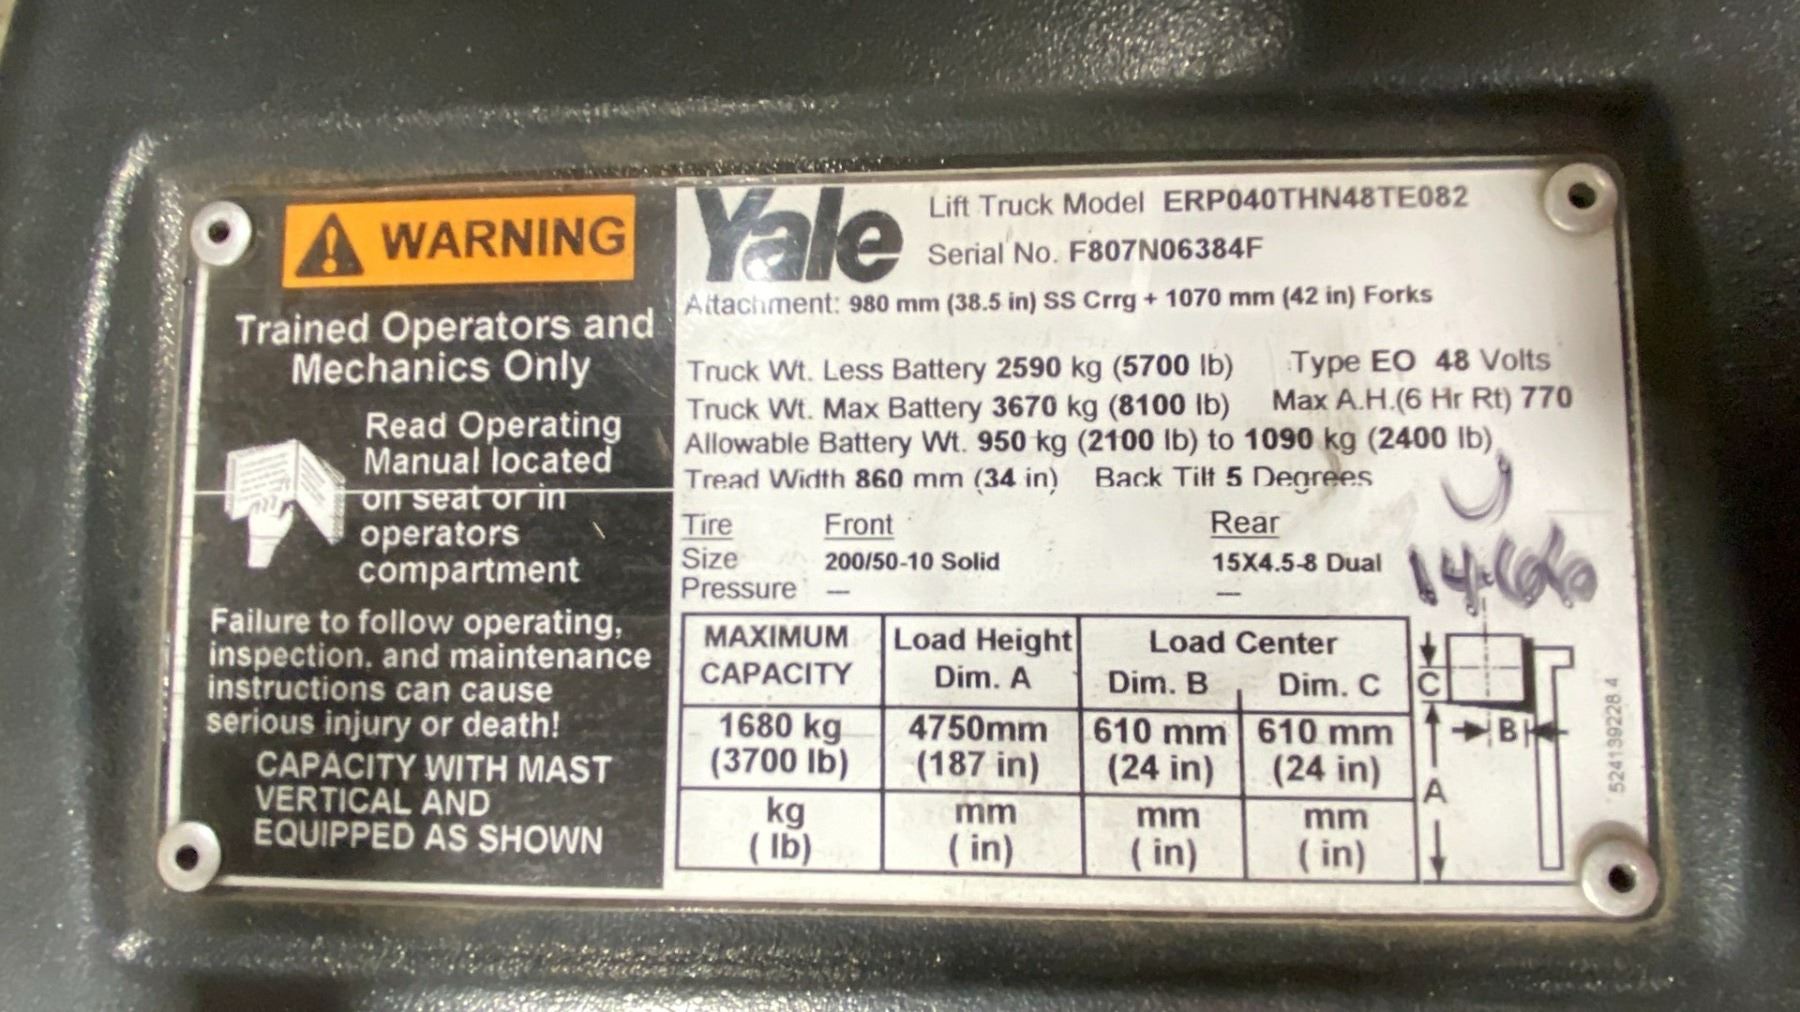 WARNING
Trained Operators and
Mechanics Only
Read Operating
Manual located
on seat or in
operators
compartment
Failure to follow operating,
inspection, and maintenance
instructions can cause
serious injury or death!
CAPACITY WITH MAST
VERTICAL AND
EQUIPPED AS SHOWN
Yale
Lift Truck Model ERP040THN48TE082
Serial No. F807N06384F
Attachment: 980 mm (38.5 in) SS Crrg + 1070 mm (42 in) Forks
Truck Wt. Less Battery 2590 kg (5700 lb) Type EO 48 Volts
Truck Wt. Max Battery 3670 kg (8100 lb) Max A.H.(6 Hr Rt) 770
Allowable Battery Wt. 950 kg (2100 lb) to 1090 kg (2400 lb)
Tread Width 860 mm (34 in) Back Tilt 5 Degrees
Tire Front Rear
Size 200/50-10 Solid 15X4.5-8 Dual
Pressure — —
MAXIMUM CAPACITY
Load Height Dim. A
Load Center
Dim. B Dim. C
1680 kg 4750mm 610 mm 610 mm
(3700 lb) (187 in) (24 in) (24 in)
kg mm mm mm
( lb) ( in) ( in) ( in)
C
B
A
524139228 4